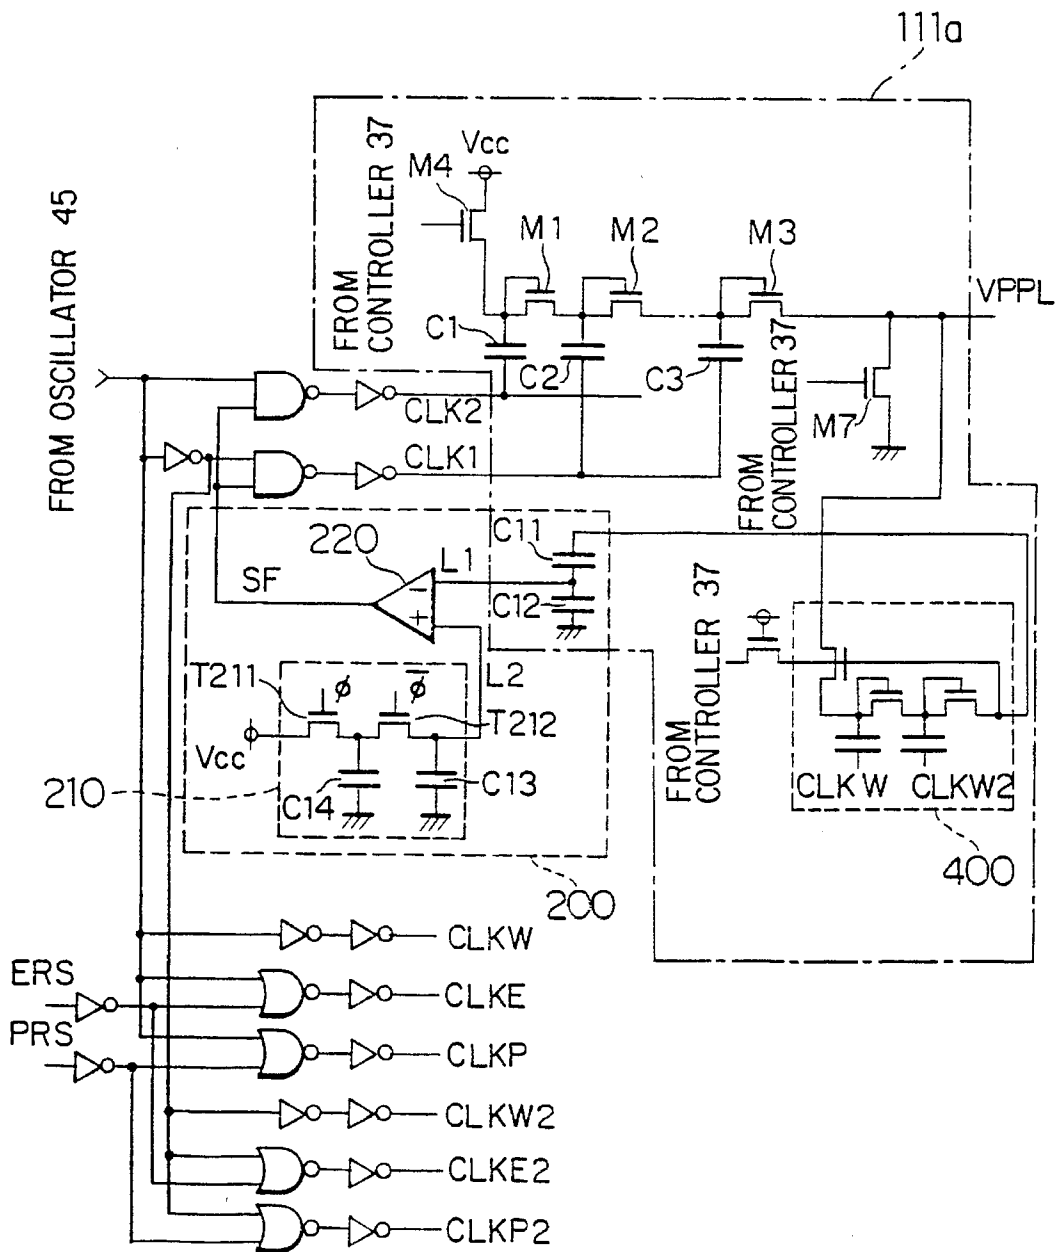 111a
FROM
CONTROLLER 37
Vcc
M4
M1
M2
M3
VPPL
FROM OSCILLATOR 45
C1
C2
C3
M7
FROM
CONTROLLER 37
CLK2
CLK1
220
L1
C11
C12
SF
L2
FROM
CONTROLLER 37
T211
ϕ
ϕ̅
T212
Vcc
C14
C13
210
200
CLKW
CLKW2
400
CLKW
ERS
CLKE
PRS
CLKP
CLKW2
CLKE2
CLKP2